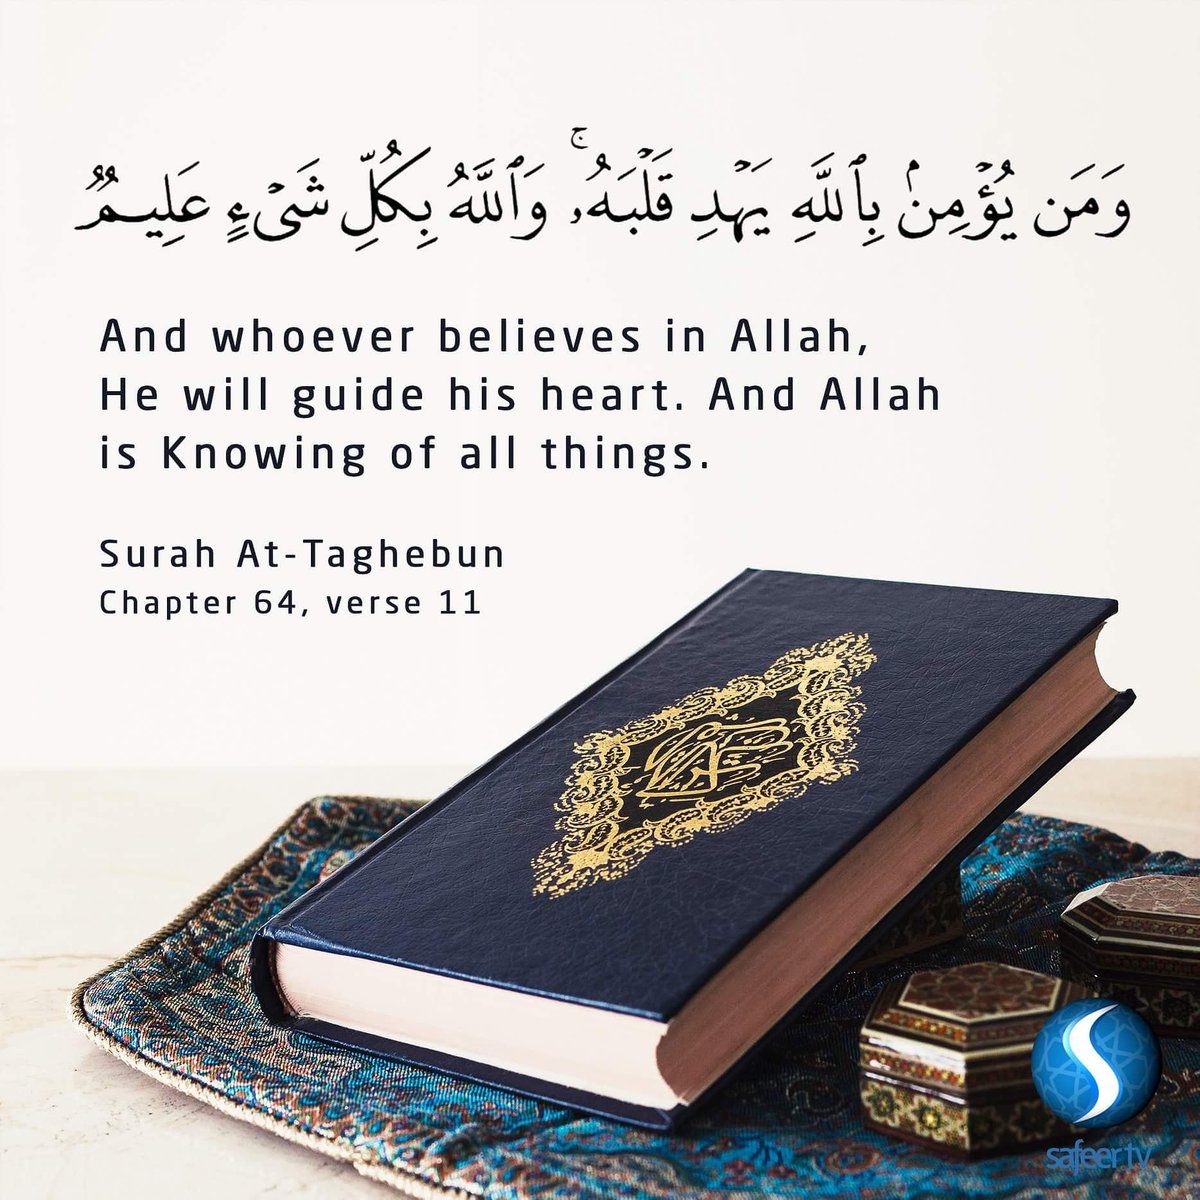 وَمَن يُؤْمِنۢ بِٱللَّهِ يَهْدِ قَلْبَهُۥ ۚ وَٱللَّهُ بِكُلِّ شَىْءٍ عَلِيمٌ
And whoever believes in Allah,
He will guide his heart. And Allah
is Knowing of all things.
Surah At-Taghebun
Chapter 64, verse 11
safeer tv